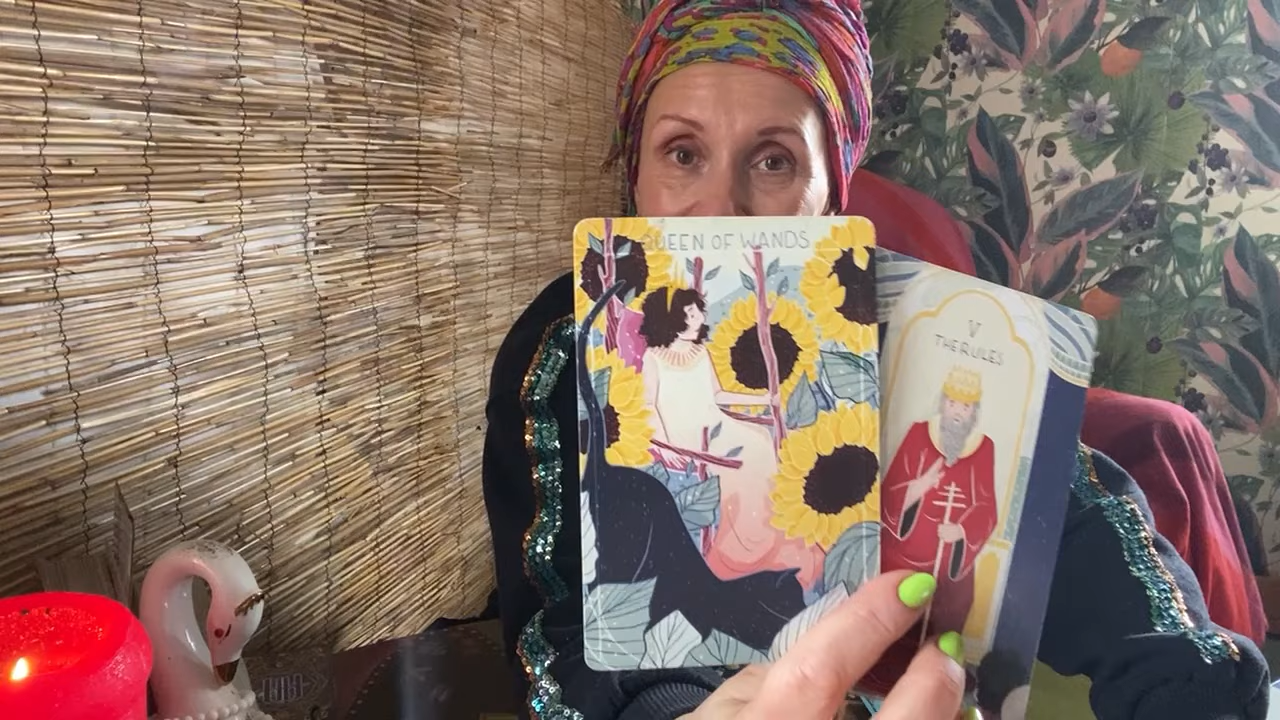 QUEEN OF WANDS
V
THE RULES